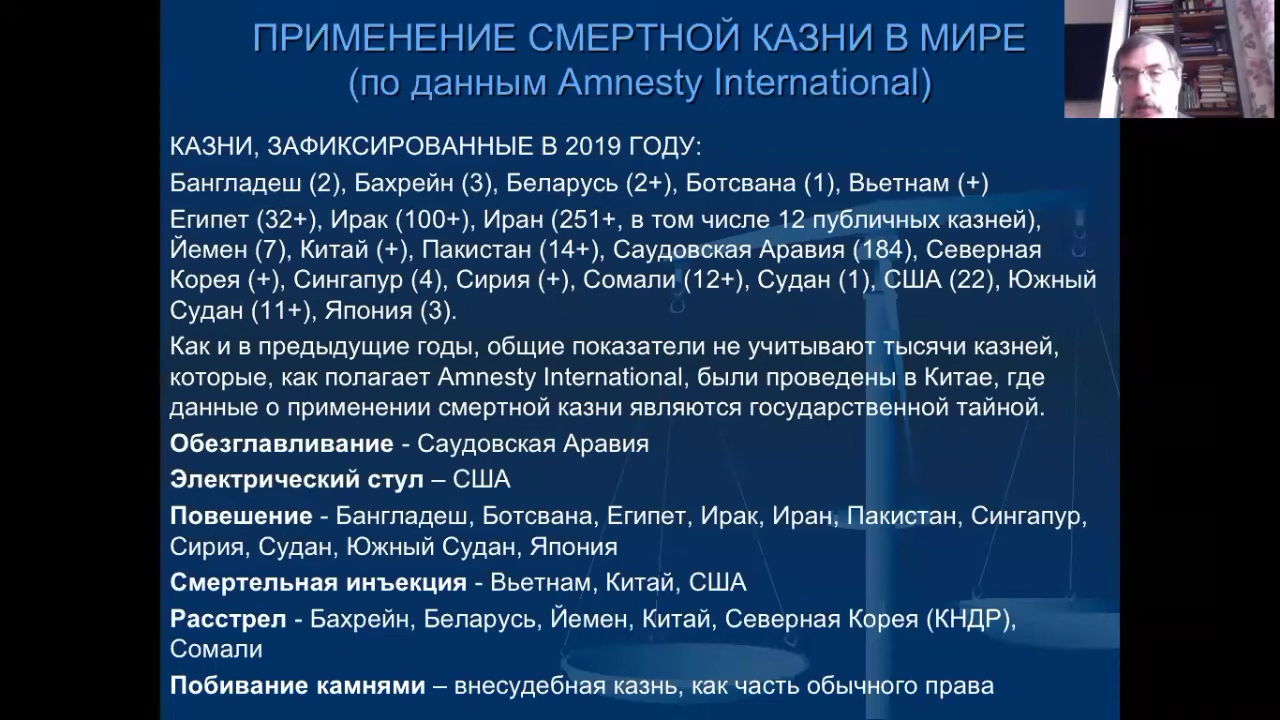 ПРИМЕНЕНИЕ СМЕРТНОЙ КАЗНИ В МИРЕ
(по данным Amnesty International)
КАЗНИ, ЗАФИКСИРОВАННЫЕ В 2019 ГОДУ:
Бангладеш (2), Бахрейн (3), Беларусь (2+), Ботсвана (1), Вьетнам (+)
Египет (32+), Ирак (100+), Иран (251+, в том числе 12 публичных казней),
Йемен (7), Китай (+), Пакистан (14+), Саудовская Аравия (184), Северная
Корея (+), Сингапур (4), Сирия (+), Сомали (12+), Судан (1), США (22), Южный
Судан (11+), Япония (3).
Как и в предыдущие годы, общие показатели не учитывают тысячи казней,
которые, как полагает Amnesty International, были проведены в Китае, где
данные о применении смертной казни являются государственной тайной.
Обезглавливание - Саудовская Аравия
Электрический стул – США
Повешение - Бангладеш, Ботсвана, Египет, Ирак, Иран, Пакистан, Сингапур,
Сирия, Судан, Южный Судан, Япония
Смертельная инъекция - Вьетнам, Китай, США
Расстрел - Бахрейн, Беларусь, Йемен, Китай, Северная Корея (КНДР),
Сомали
Побивание камнями – внесудебная казнь, как часть обычного права